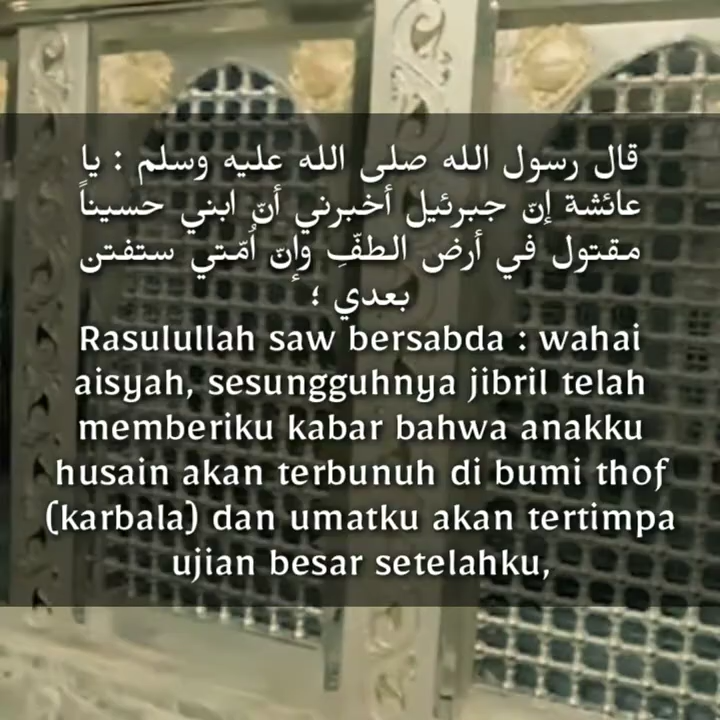 قال رسول الله صلى الله عليه وسلم : يا
عائشة إنّ جبرئيل أخبرني أنّ ابني حسيناً
مقتول في أرض الطفّ وإنّ اُمّتي ستفتن
بعدي ؛
Rasulullah saw bersabda : wahai
aisyah, sesungguhnya jibril telah
memberiku kabar bahwa anakku
husain akan terbunuh di bumi thof
(karbala) dan umatku akan tertimpa
ujian besar setelahku,